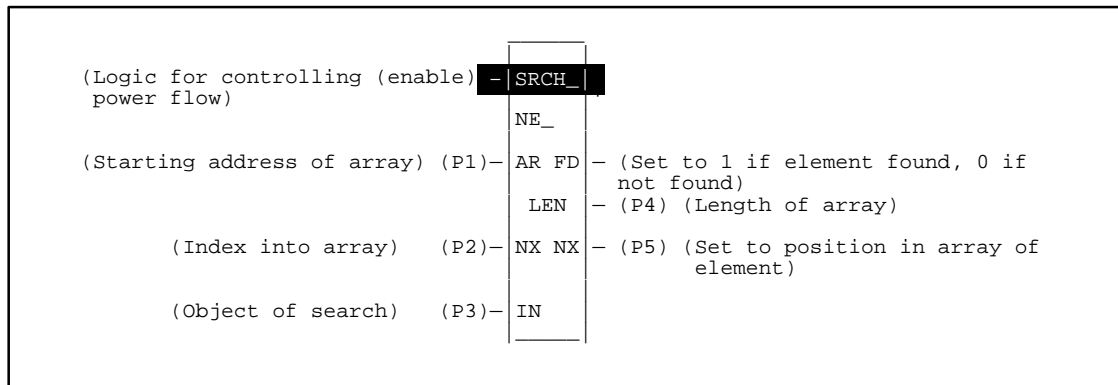 (Logic for controlling (enable) –|SRCH_|
power flow)
|NE_ |
(Starting address of array) (P1)–|AR FD|– (Set to 1 if element found, 0 if
not found)
| LEN |– (P4) (Length of array)
(Index into array) (P2)–|NX NX|– (P5) (Set to position in array of
element)
(Object of search) (P3)–|IN |